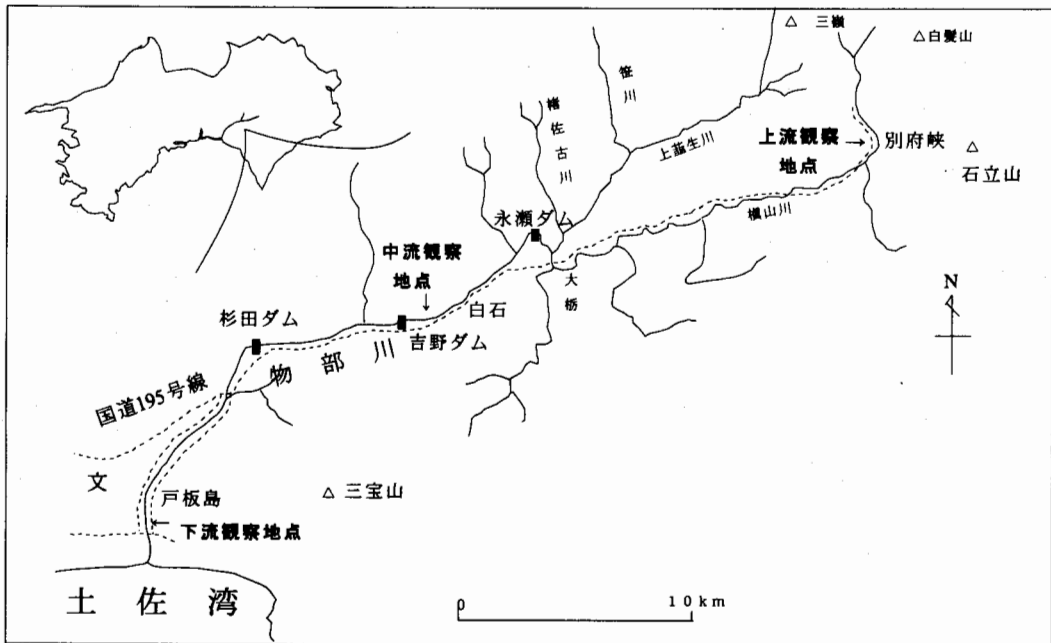 三嶺
白髪山
笹川
楮佐古川
上韮生川
上流観察
地点
別府峡
石立山
槇山川
永瀬ダム
中流観察
地点
大栃
白石
N
杉田ダム
吉野ダム
物部川
国道195号線
文
戸板島
三宝山
下流観察地点
土佐湾
0
10km